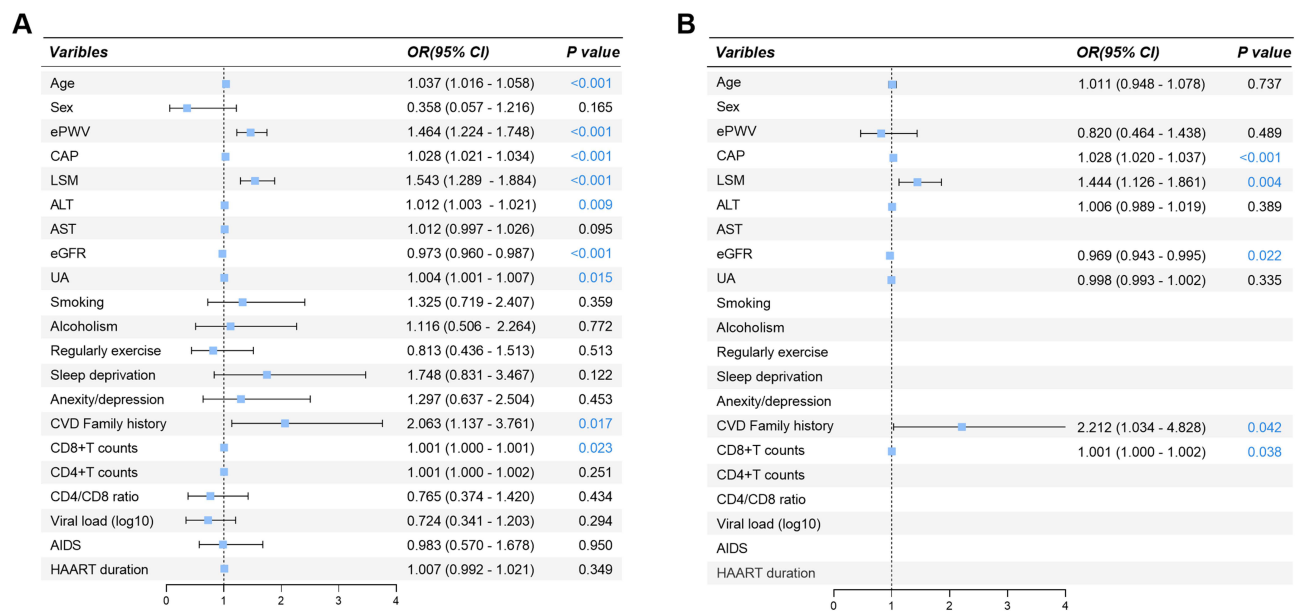 A
Varibles OR(95% CI) P value
Age 1.037 (1.016 - 1.058) <0.001
Sex 0.358 (0.057 - 1.216) 0.165
ePWV 1.464 (1.224 - 1.748) <0.001
CAP 1.028 (1.021 - 1.034) <0.001
LSM 1.543 (1.289 - 1.884) <0.001
ALT 1.012 (1.003 - 1.021) 0.009
AST 1.012 (0.997 - 1.026) 0.095
eGFR 0.973 (0.960 - 0.987) <0.001
UA 1.004 (1.001 - 1.007) 0.015
Smoking 1.325 (0.719 - 2.407) 0.359
Alcoholism 1.116 (0.506 - 2.264) 0.772
Regularly exercise 0.813 (0.436 - 1.513) 0.513
Sleep deprivation 1.748 (0.831 - 3.467) 0.122
Anexity/depression 1.297 (0.637 - 2.504) 0.453
CVD Family history 2.063 (1.137 - 3.761) 0.017
CD8+T counts 1.001 (1.000 - 1.001) 0.023
CD4+T counts 1.001 (1.000 - 1.002) 0.251
CD4/CD8 ratio 0.765 (0.374 - 1.420) 0.434
Viral load (log10) 0.724 (0.341 - 1.203) 0.294
AIDS 0.983 (0.570 - 1.678) 0.950
HAART duration 1.007 (0.992 - 1.021) 0.349
0 1 2 3 4
B
Varibles OR(95% CI) P value
Age 1.011 (0.948 - 1.078) 0.737
Sex
ePWV 0.820 (0.464 - 1.438) 0.489
CAP 1.028 (1.020 - 1.037) <0.001
LSM 1.444 (1.126 - 1.861) 0.004
ALT 1.006 (0.989 - 1.019) 0.389
AST
eGFR 0.969 (0.943 - 0.995) 0.022
UA 0.998 (0.993 - 1.002) 0.335
Smoking
Alcoholism
Regularly exercise
Sleep deprivation
Anexity/depression
CVD Family history 2.212 (1.034 - 4.828) 0.042
CD8+T counts 1.001 (1.000 - 1.002) 0.038
CD4+T counts
CD4/CD8 ratio
Viral load (log10)
AIDS
HAART duration
0 1 2 3 4